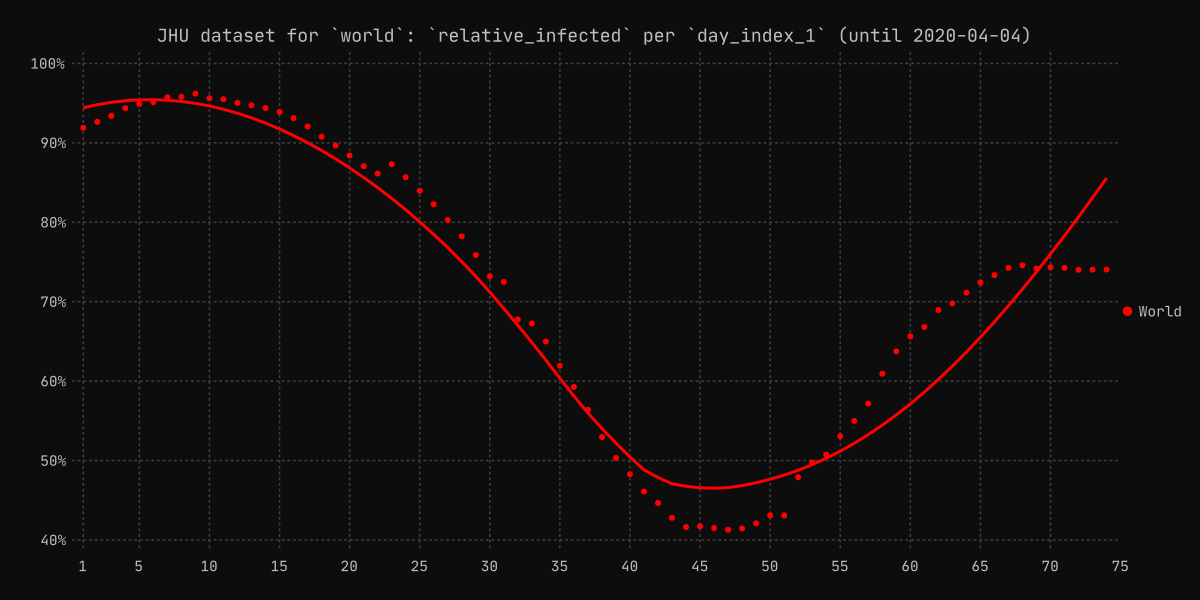 JHU dataset for `world`: `relative_infected` per `day_index_1` (until 2020-04-04)
100%
90%
80%
70%
60%
50%
40%
World
1 5 10 15 20 25 30 35 40 45 50 55 60 65 70 75